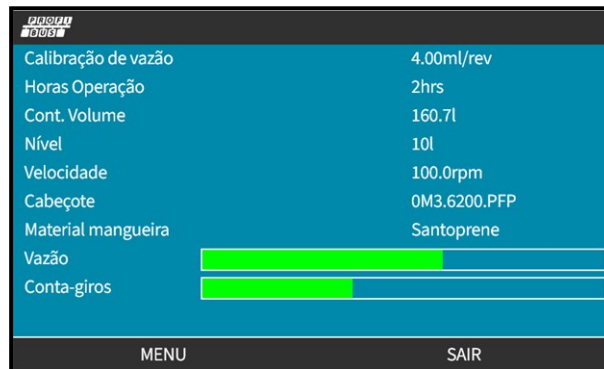 PROFI
BUS
Calibração de vazão 4.00ml/rev
Horas Operação 2hrs
Cont. Volume 160.7l
Nível 10l
Velocidade 100.0rpm
Cabeçote 0M3.6200.PFP
Material mangueira Santoprene
Vazão
Conta-giros
MENU SAIR